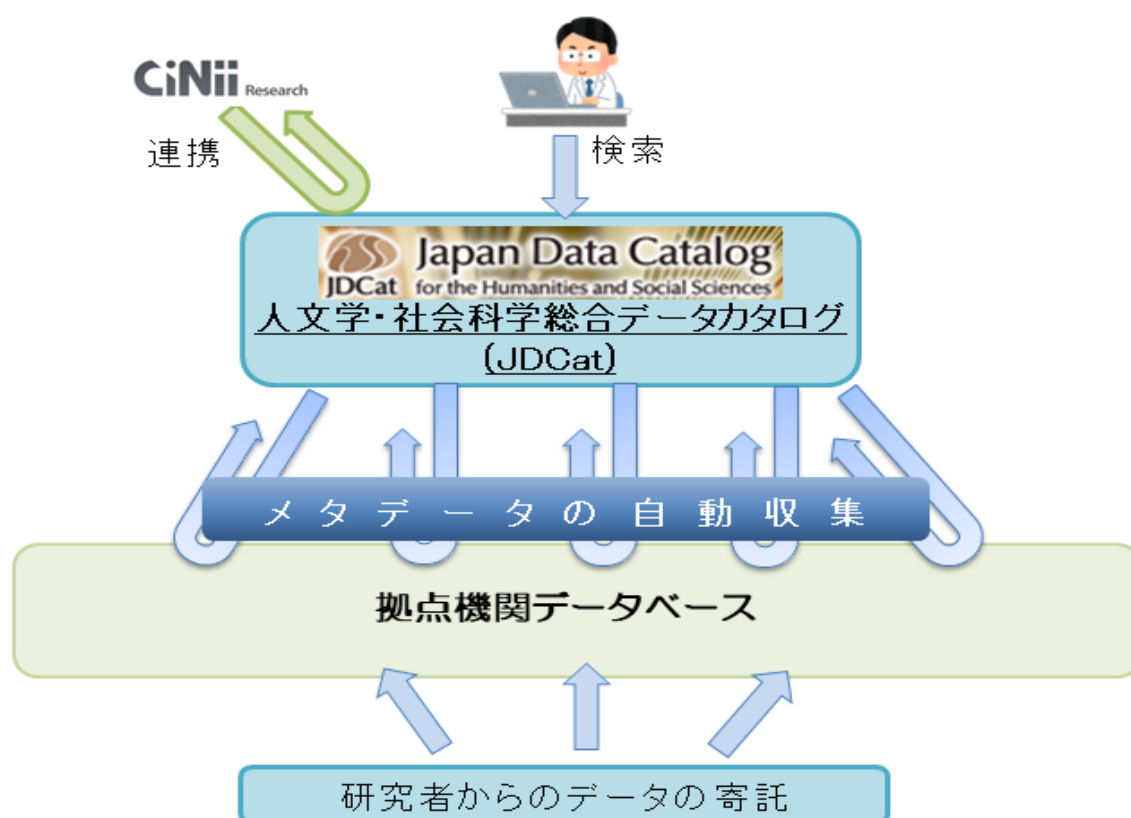 CiNii Research
連携
検索
JDCat Japan Data Catalog
for the Humanities and Social Sciences
人文学・社会科学総合データカタログ
(JDCat)
メタデータの自動収集
拠点機関データベース
研究者からのデータの寄託